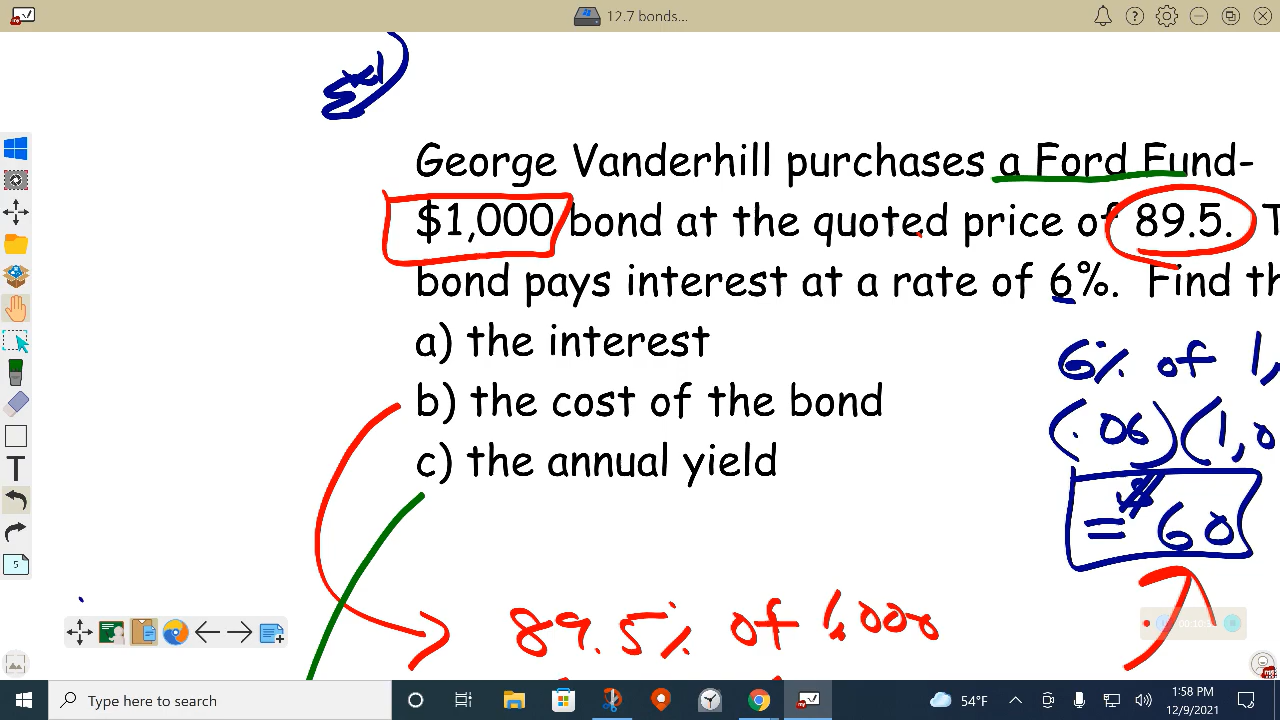 12.7 bonds...
Ex1)
George Vanderhill purchases a Ford Fund-
$1,000 bond at the quoted price of 89.5. T
bond pays interest at a rate of 6%. Find th
a) the interest
6% of 1,
b) the cost of the bond
(.06)(1,0
c) the annual yield
= $60
89.5% of 1,000
T
5
Type here to search
54°F
1:58 PM
12/9/2021